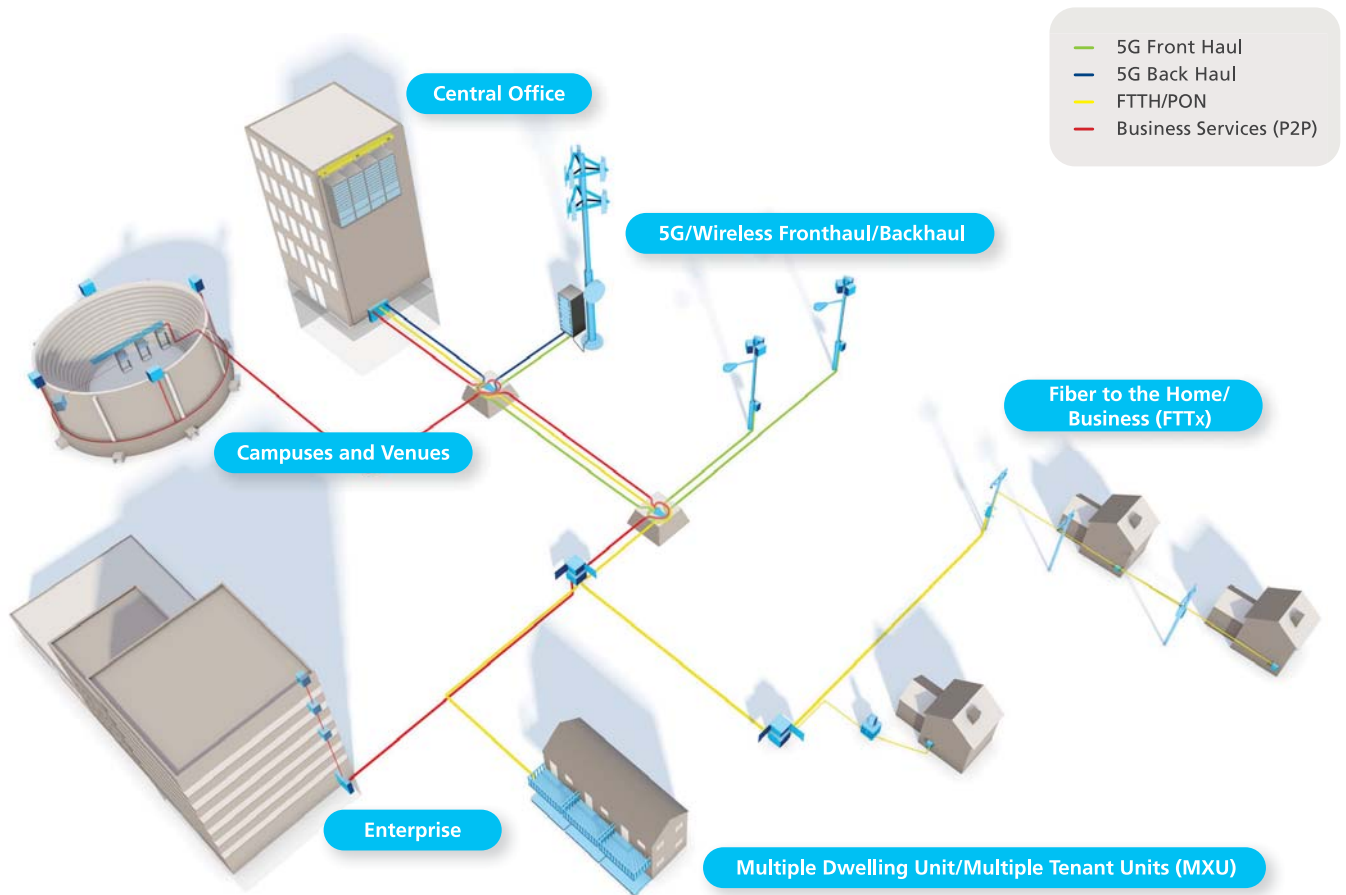 5G Front Haul
5G Back Haul
FTTH/PON
Business Services (P2P)
Central Office
5G/Wireless Fronthaul/Backhaul
Fiber to the Home/
Business (FTTx)
Campuses and Venues
Enterprise
Multiple Dwelling Unit/Multiple Tenant Units (MXU)